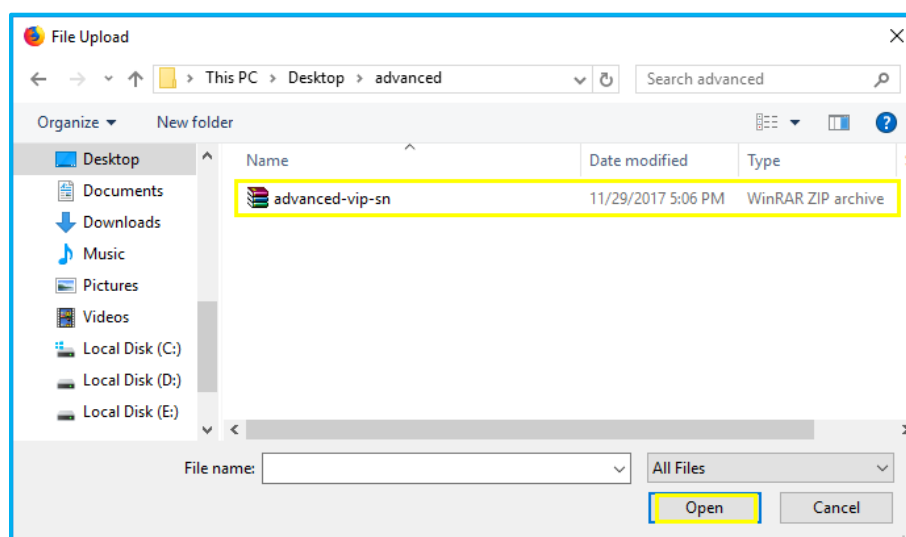 File Upload
This PC > Desktop > advanced
Search advanced
Organize
New folder
Name
Date modified
Type
Desktop
Documents
Downloads
Music
Pictures
Videos
Local Disk (C:)
Local Disk (D:)
Local Disk (E:)
advanced-vip-sn
11/29/2017 5:06 PM
WinRAR ZIP archive
File name:
All Files
Open
Cancel